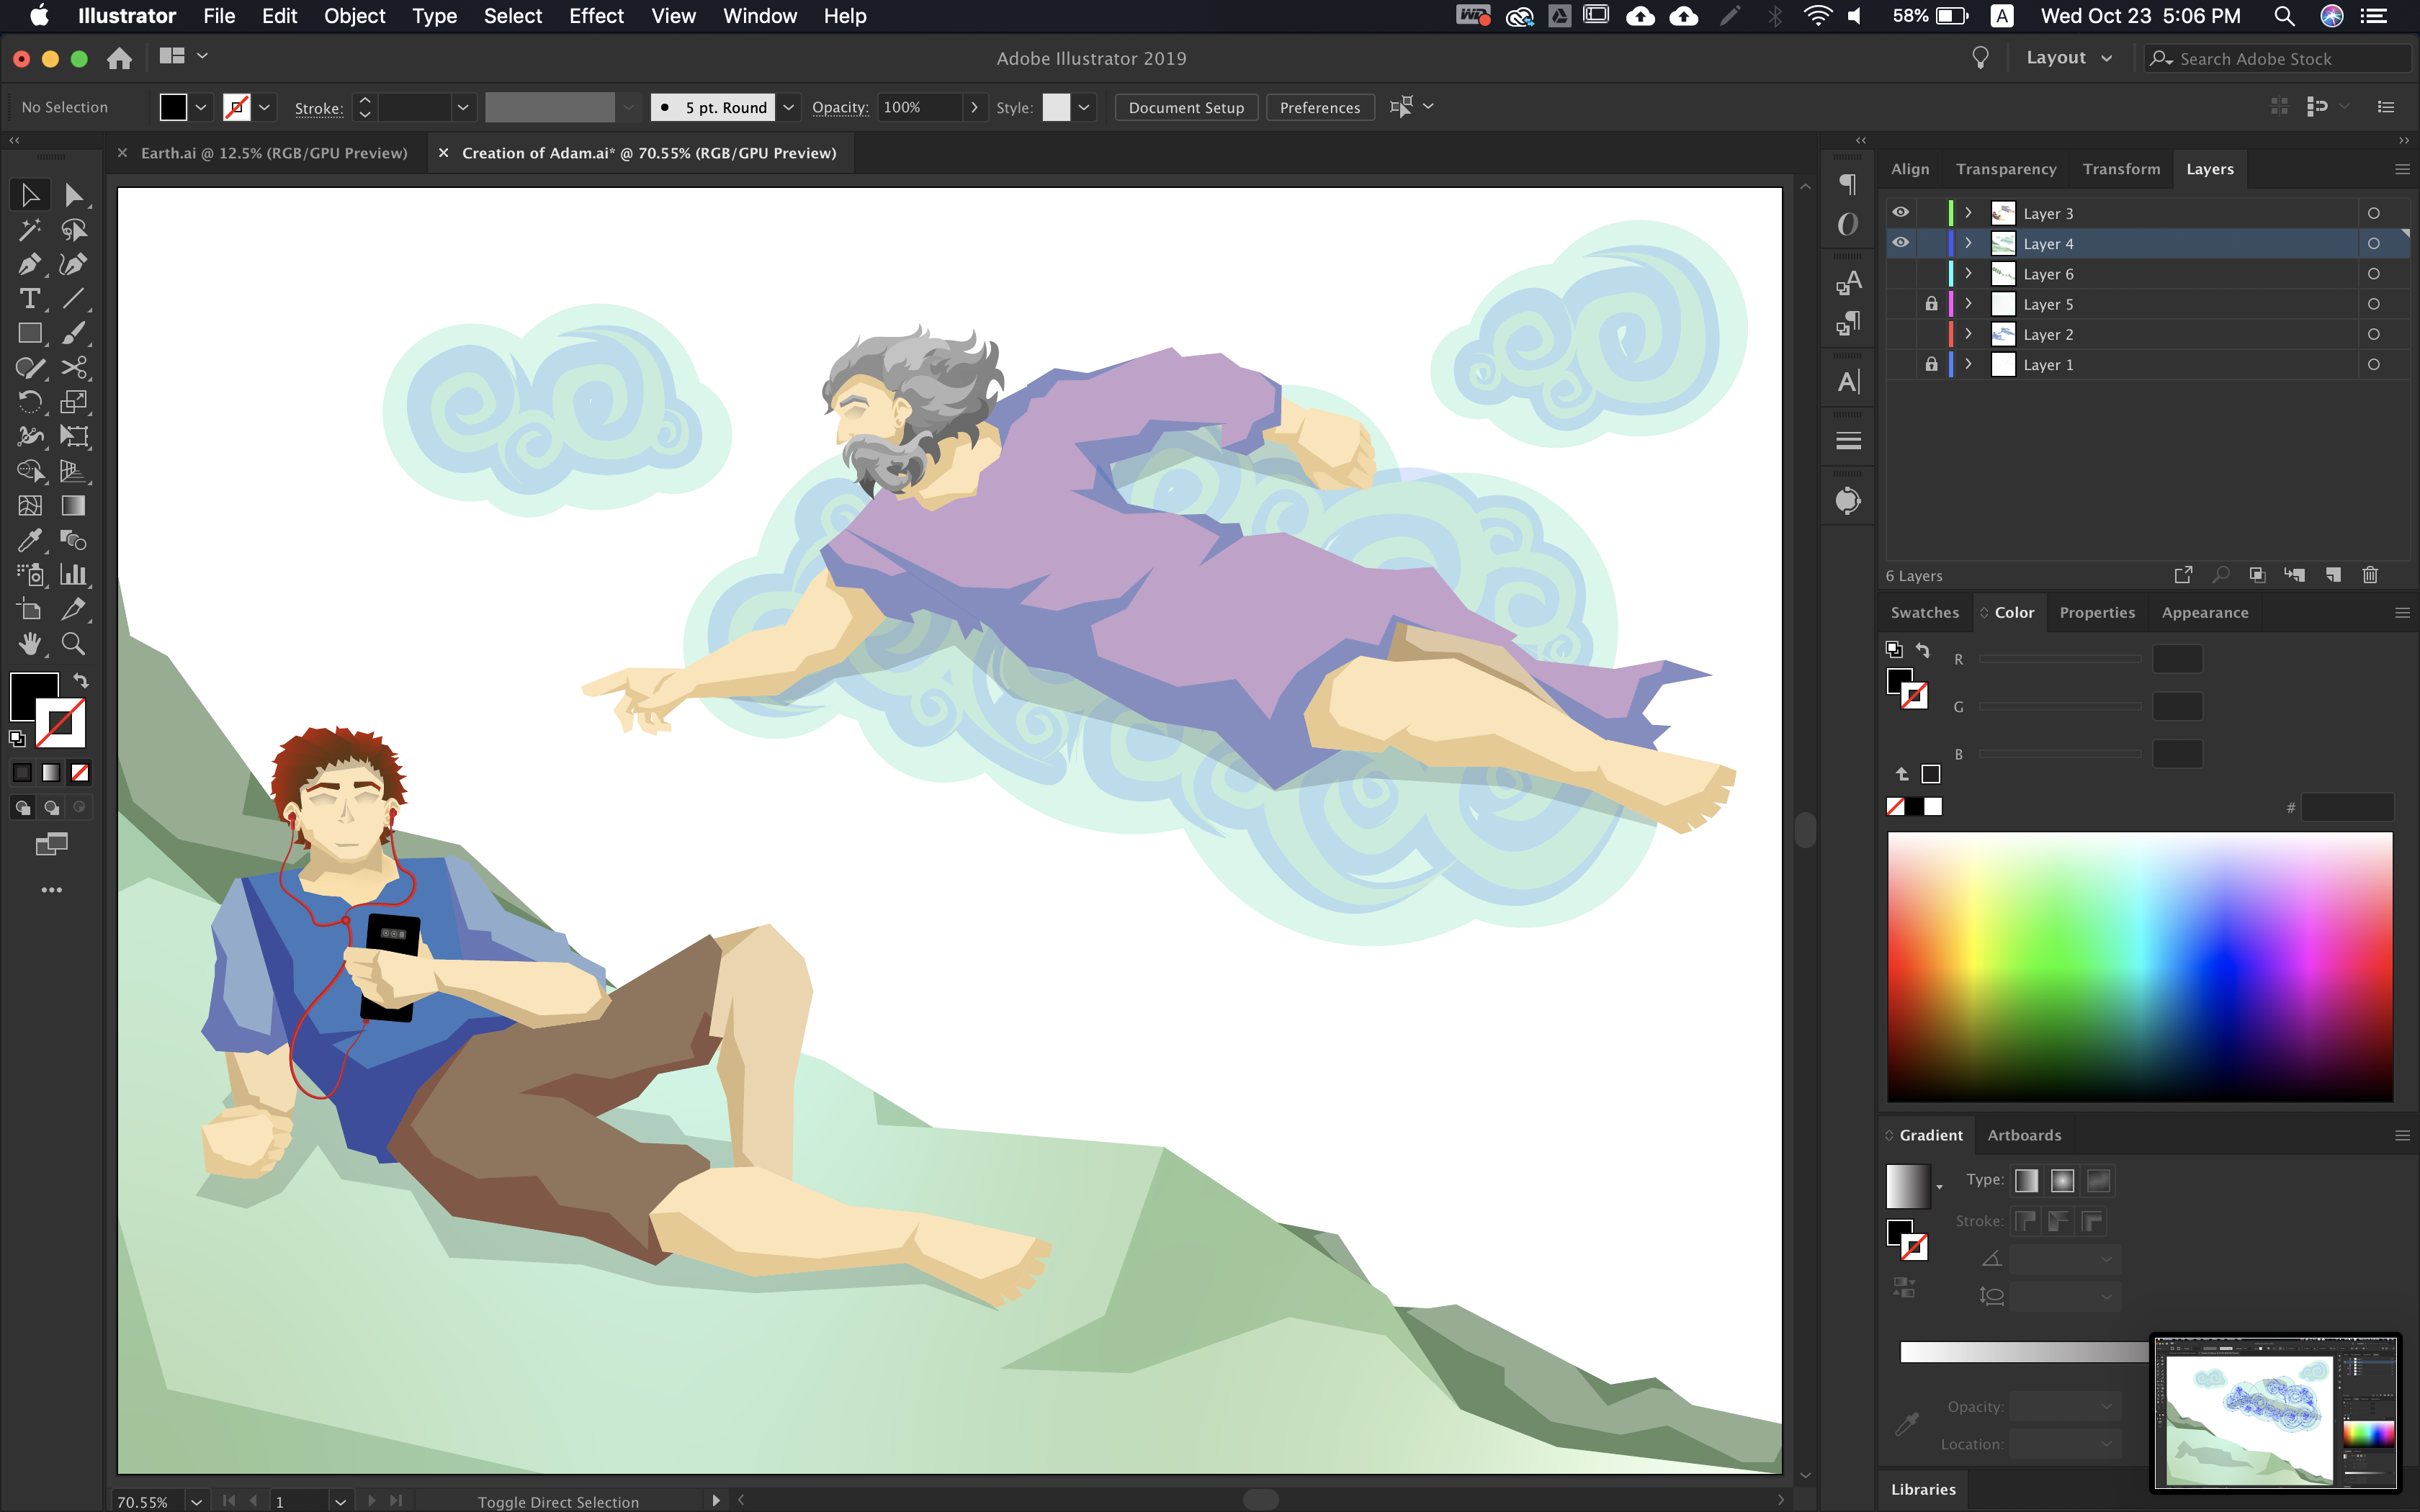 Illustrator File Edit Object Type Select Effect View Window Help 58% A Wed Oct 23 5:06 PM
Adobe Illustrator 2019 Layout Search Adobe Stock
No Selection Stroke: 5 pt. Round Opacity: 100% Style: Document Setup Preferences
Earth.ai @ 12.5% (RGB/GPU Preview) Creation of Adam.ai* @ 70.55% (RGB/GPU Preview)
Align Transparency Transform Layers
Layer 3
Layer 4
Layer 6
Layer 5
Layer 2
Layer 1
6 Layers
Swatches Color Properties Appearance
R
G
B
#
Gradient Artboards
Type:
Stroke:
Opacity:
Location:
Libraries
70.55% 1 Toggle Direct Selection